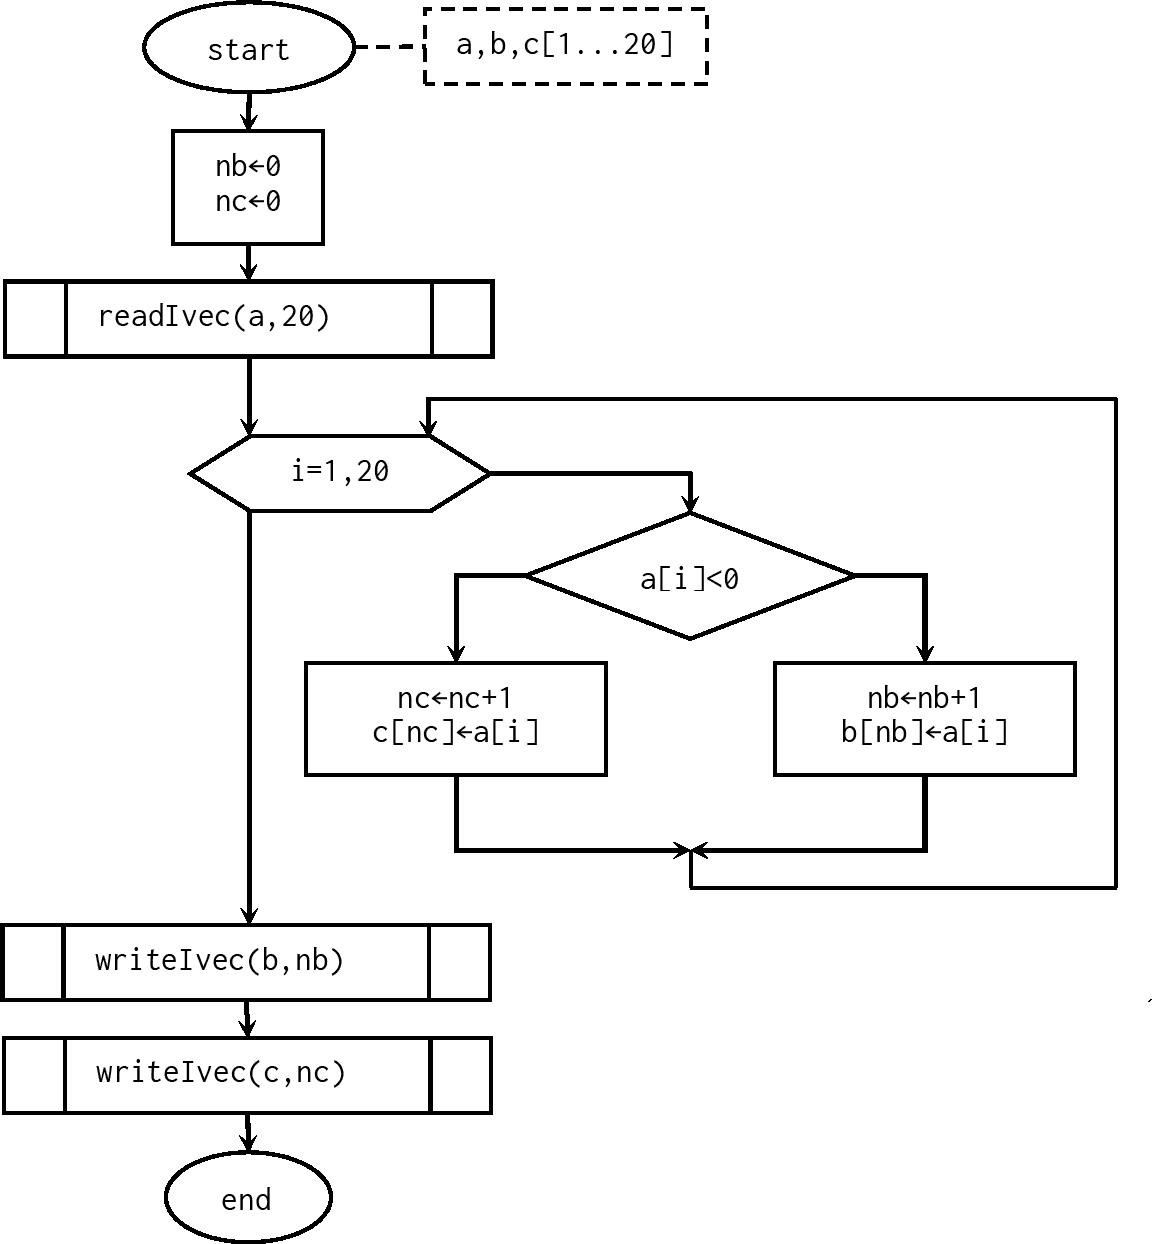 start
a,b,c[1...20]
nb←0
nc←0
readIvec(a,20)
i=1,20
a[i]<0
nc←nc+1
c[nc]←a[i]
nb←nb+1
b[nb]←a[i]
writeIvec(b,nb)
writeIvec(c,nc)
end